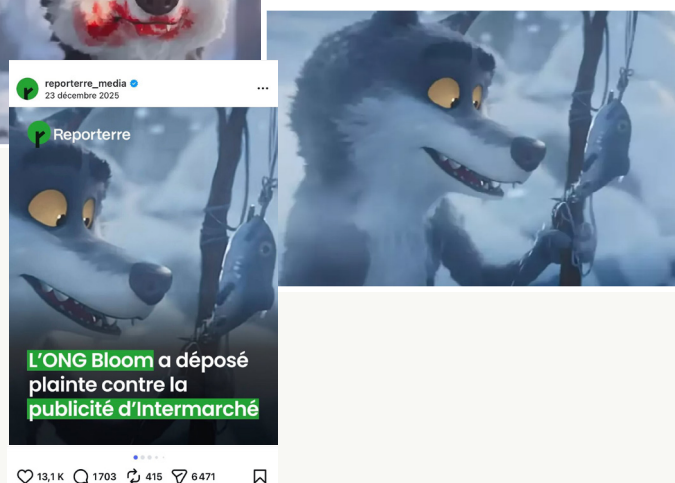 reporterre_media
23 décembre 2025
Reporterre
L'ONG Bloom a déposé
plainte contre la
publicité d'Intermarché
13,1 K 1703 415 6471